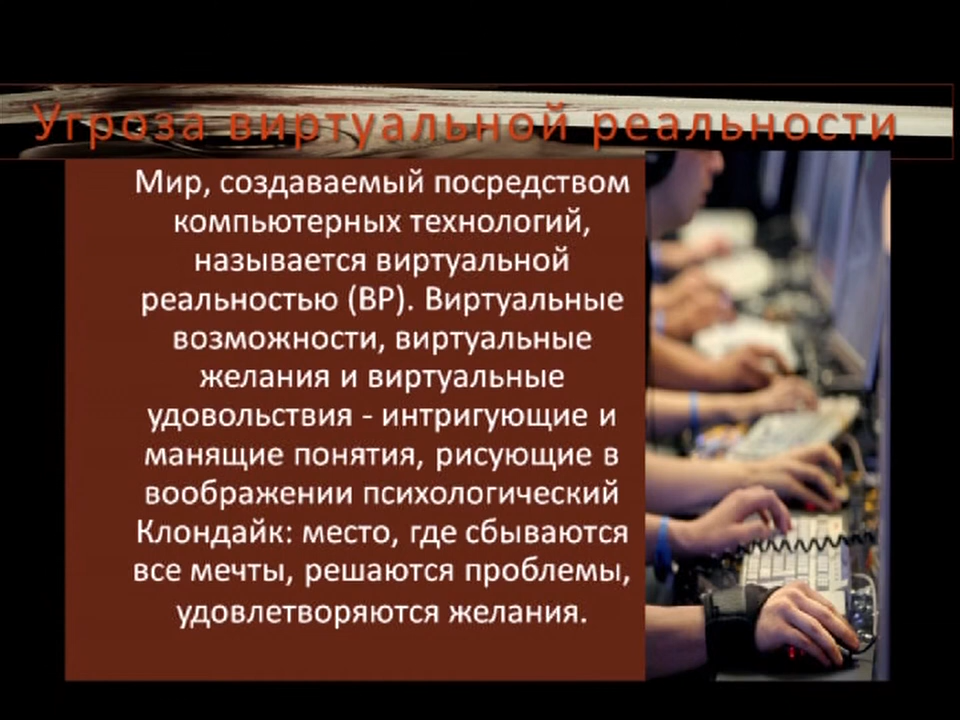 Угроза виртуальной реальности
Мир, создаваемый посредством
компьютерных технологий,
называется виртуальной
реальностью (ВР). Виртуальные
возможности, виртуальные
желания и виртуальные
удовольствия - интригующие и
манящие понятия, рисующие в
воображении психологический
Клондайк: место, где сбываются
все мечты, решаются проблемы,
удовлетворяются желания.